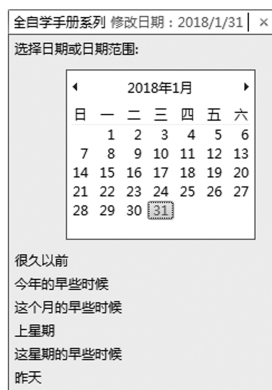 全自学手册系列 修改日期：2018/1/31 ×
选择日期或日期范围:
2018年1月
日 一 二 三 四 五 六
1 2 3 4 5 6
7 8 9 10 11 12 13
14 15 16 17 18 19 20
21 22 23 24 25 26 27
28 29 30 31
很久以前
今年的早些时候
这个月的早些时候
上星期
这星期的早些时候
昨天